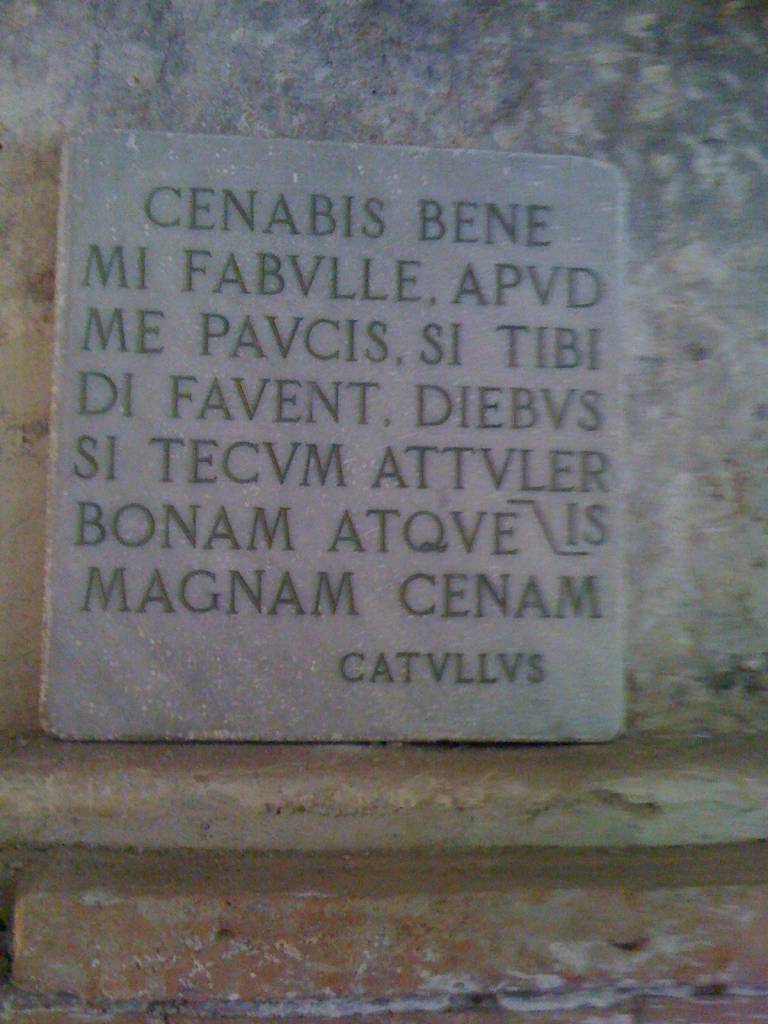 CENABIS BENE
MI FABVLLE, APVD
ME PAVCIS, SI TIBI
DI FAVENT, DIEBVS
SI TECVM ATTVLER
BONAM ATQVE IS
MAGNAM CENAM
CATVLLVS